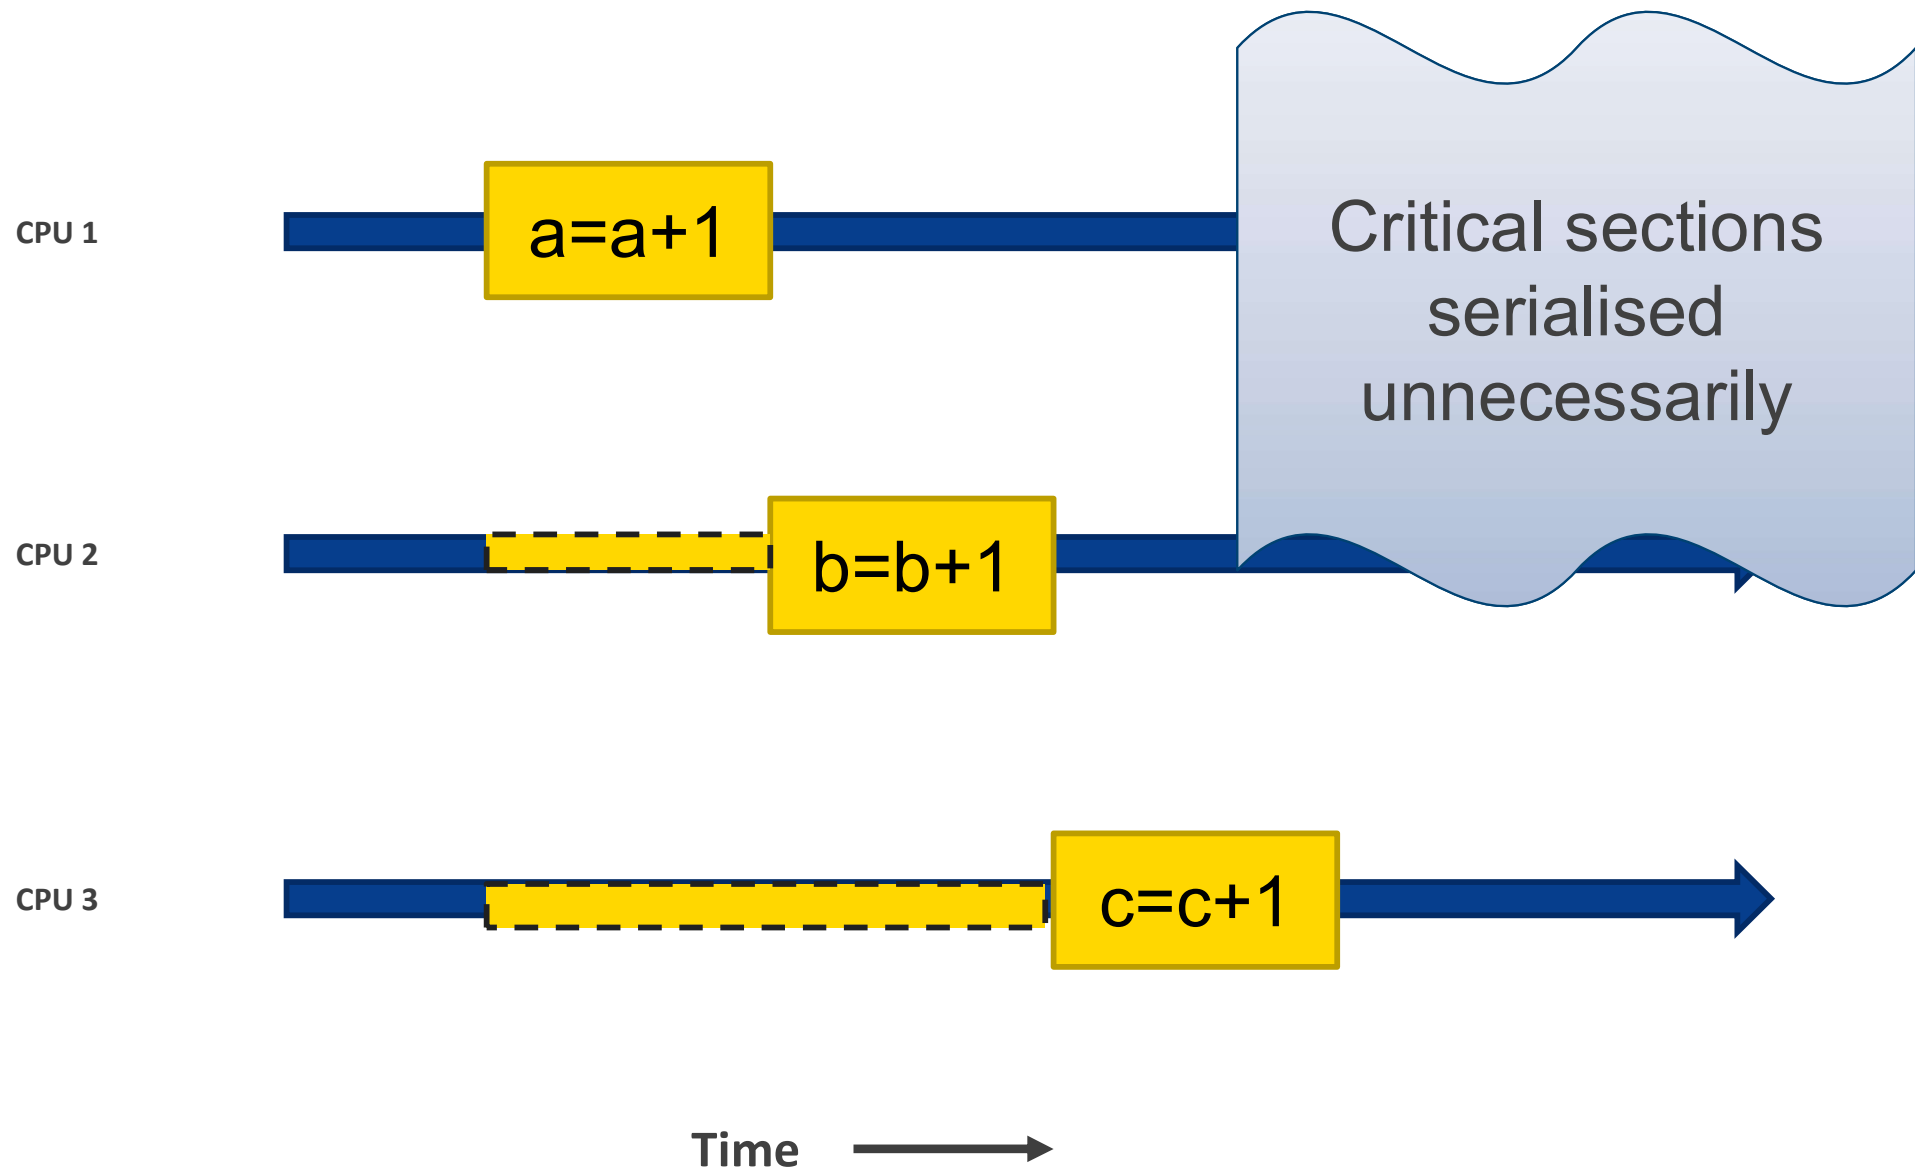 CPU 1
a=a+1
Critical sections
serialised
unnecessarily
CPU 2
b=b+1
CPU 3
c=c+1
Time